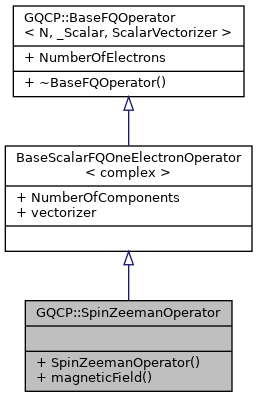 GQCP::BaseFQOperator
< N, _Scalar, ScalarVectorizer >
+ NumberOfElectrons
+ ~BaseFQOperator()
BaseScalarFQOneElectronOperator
< complex >
+ NumberOfComponents
+ vectorizer
GQCP::SpinZeemanOperator
+ SpinZeemanOperator()
+ magneticField()